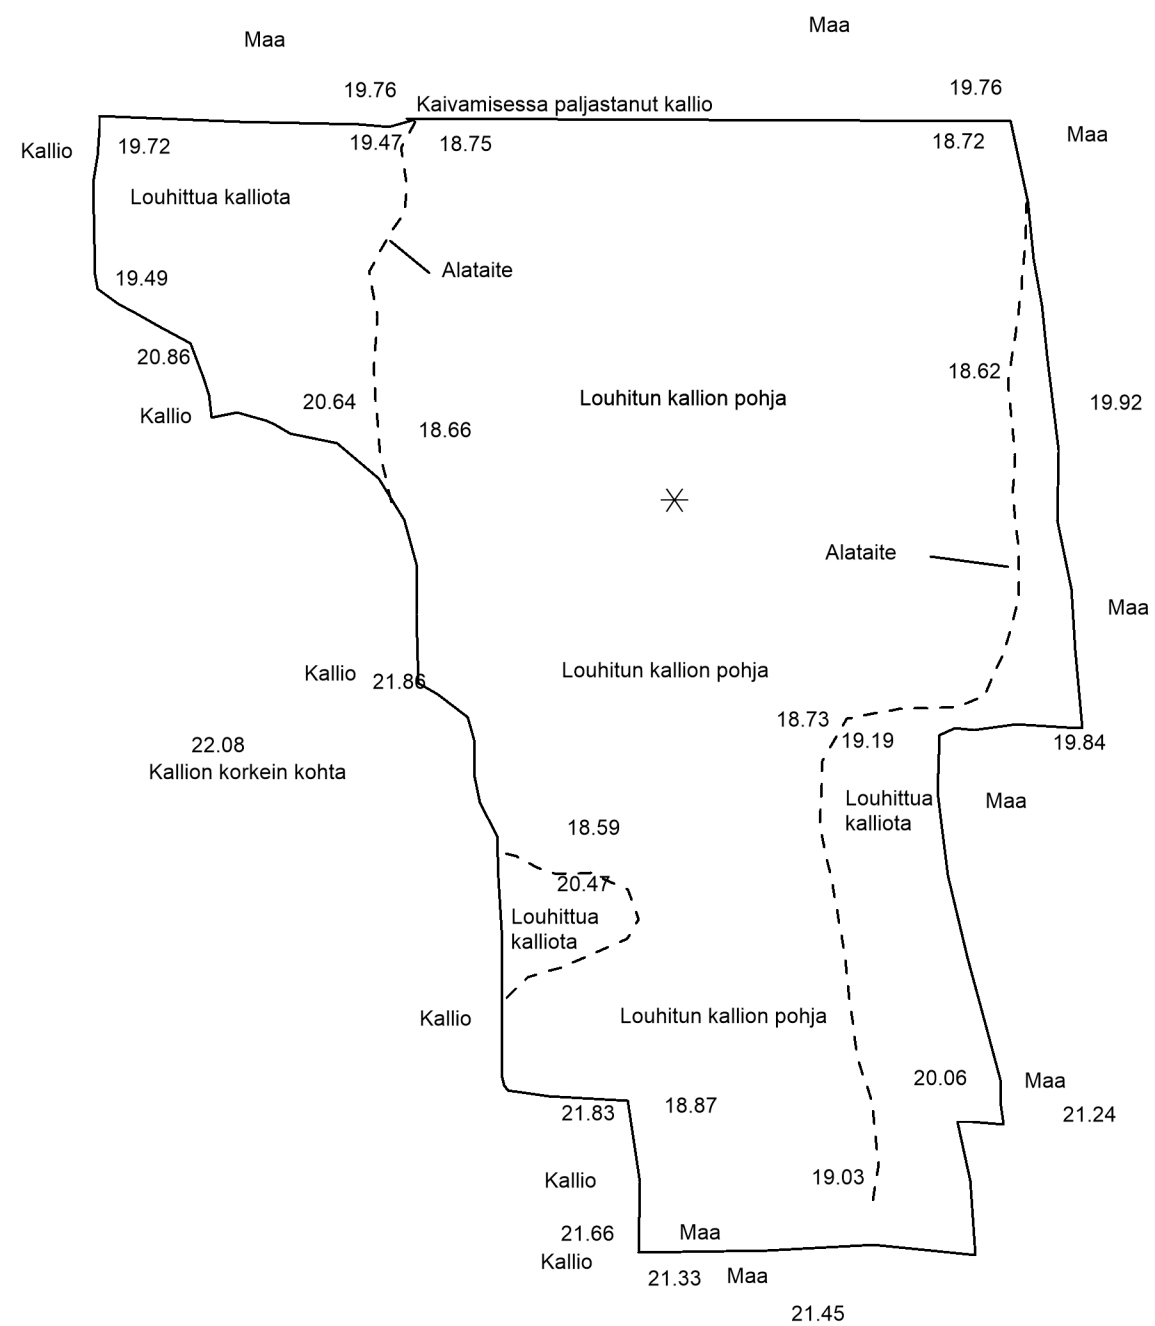 Maa
Maa
19.76
19.76
Kaivamisessa paljastanut kallio
Maa
Kallio
19.72
19.47
18.75
18.72
Louhittua kalliota
Alataite
19.49
20.86
18.62
Louhitun kallion pohja
20.64
19.92
Kallio
18.66
Alataite
Maa
Kallio
21.86
Louhitun kallion pohja
18.73
19.19
19.84
22.08
Kallion korkein kohta
Louhittua
kalliota
Maa
18.59
20.47
Louhittua
kalliota
Kallio
Louhitun kallion pohja
20.06
Maa
21.24
21.83
18.87
Kallio
19.03
21.66
Maa
Kallio
21.33
Maa
21.45